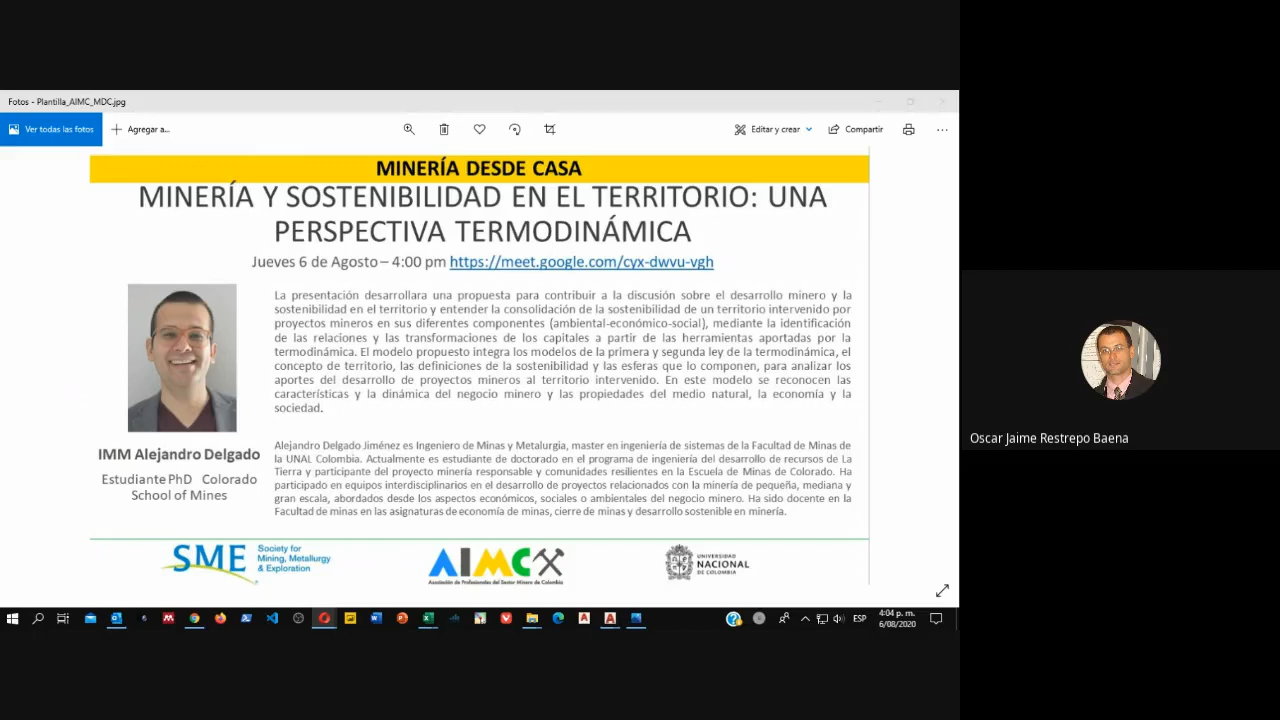 Fotos - Plantilla_AIMC_MDC.jpg
Ver todas las fotos
Agregar a...
Editar y crear
Compartir
MINERÍA DESDE CASA
MINERÍA Y SOSTENIBILIDAD EN EL TERRITORIO: UNA
PERSPECTIVA TERMODINÁMICA
Jueves 6 de Agosto – 4:00 pm https://meet.google.com/cyx-dwvu-vgh
La presentación desarrollara una propuesta para contribuir a la discusión sobre el desarrollo minero y la
sostenibilidad en el territorio y entender la consolidación de la sostenibilidad de un territorio intervenido por
proyectos mineros en sus diferentes componentes (ambiental-económico-social), mediante la identificación
de las relaciones y las transformaciones de los capitales a partir de las herramientas aportadas por la
termodinámica. El modelo propuesto integra los modelos de la primera y segunda ley de la termodinámica, el
concepto de territorio, las definiciones de la sostenibilidad y las esferas que lo componen, para analizar los
aportes del desarrollo de proyectos mineros al territorio intervenido. En este modelo se reconocen las
características y la dinámica del negocio minero y las propiedades del medio natural, la economía y la
sociedad.
IMM Alejandro Delgado
Estudiante PhD Colorado
School of Mines
Alejandro Delgado Jiménez es Ingeniero de Minas y Metalurgia, master en ingeniería de sistemas de la Facultad de Minas de
la UNAL Colombia. Actualmente es estudiante de doctorado en el programa de ingeniería del desarrollo de recursos de La
Tierra y participante del proyecto minería responsable y comunidades resilientes en la Escuela de Minas de Colorado. Ha
participado en equipos interdisciplinarios en el desarrollo de proyectos relacionados con la minería de pequeña, mediana y
gran escala, abordados desde los aspectos económicos, sociales o ambientales del negocio minero. Ha sido docente en la
Facultad de minas en las asignaturas de economía de minas, cierre de minas y desarrollo sostenible en minería.
SME Society for
Mining, Metallurgy
& Exploration
AIMC
Asociación de Profesionales del Sector Minero de Colombia
UNIVERSIDAD
NACIONAL
DE COLOMBIA
Oscar Jaime Restrepo Baena
ESP
4:04 p. m.
6/08/2020